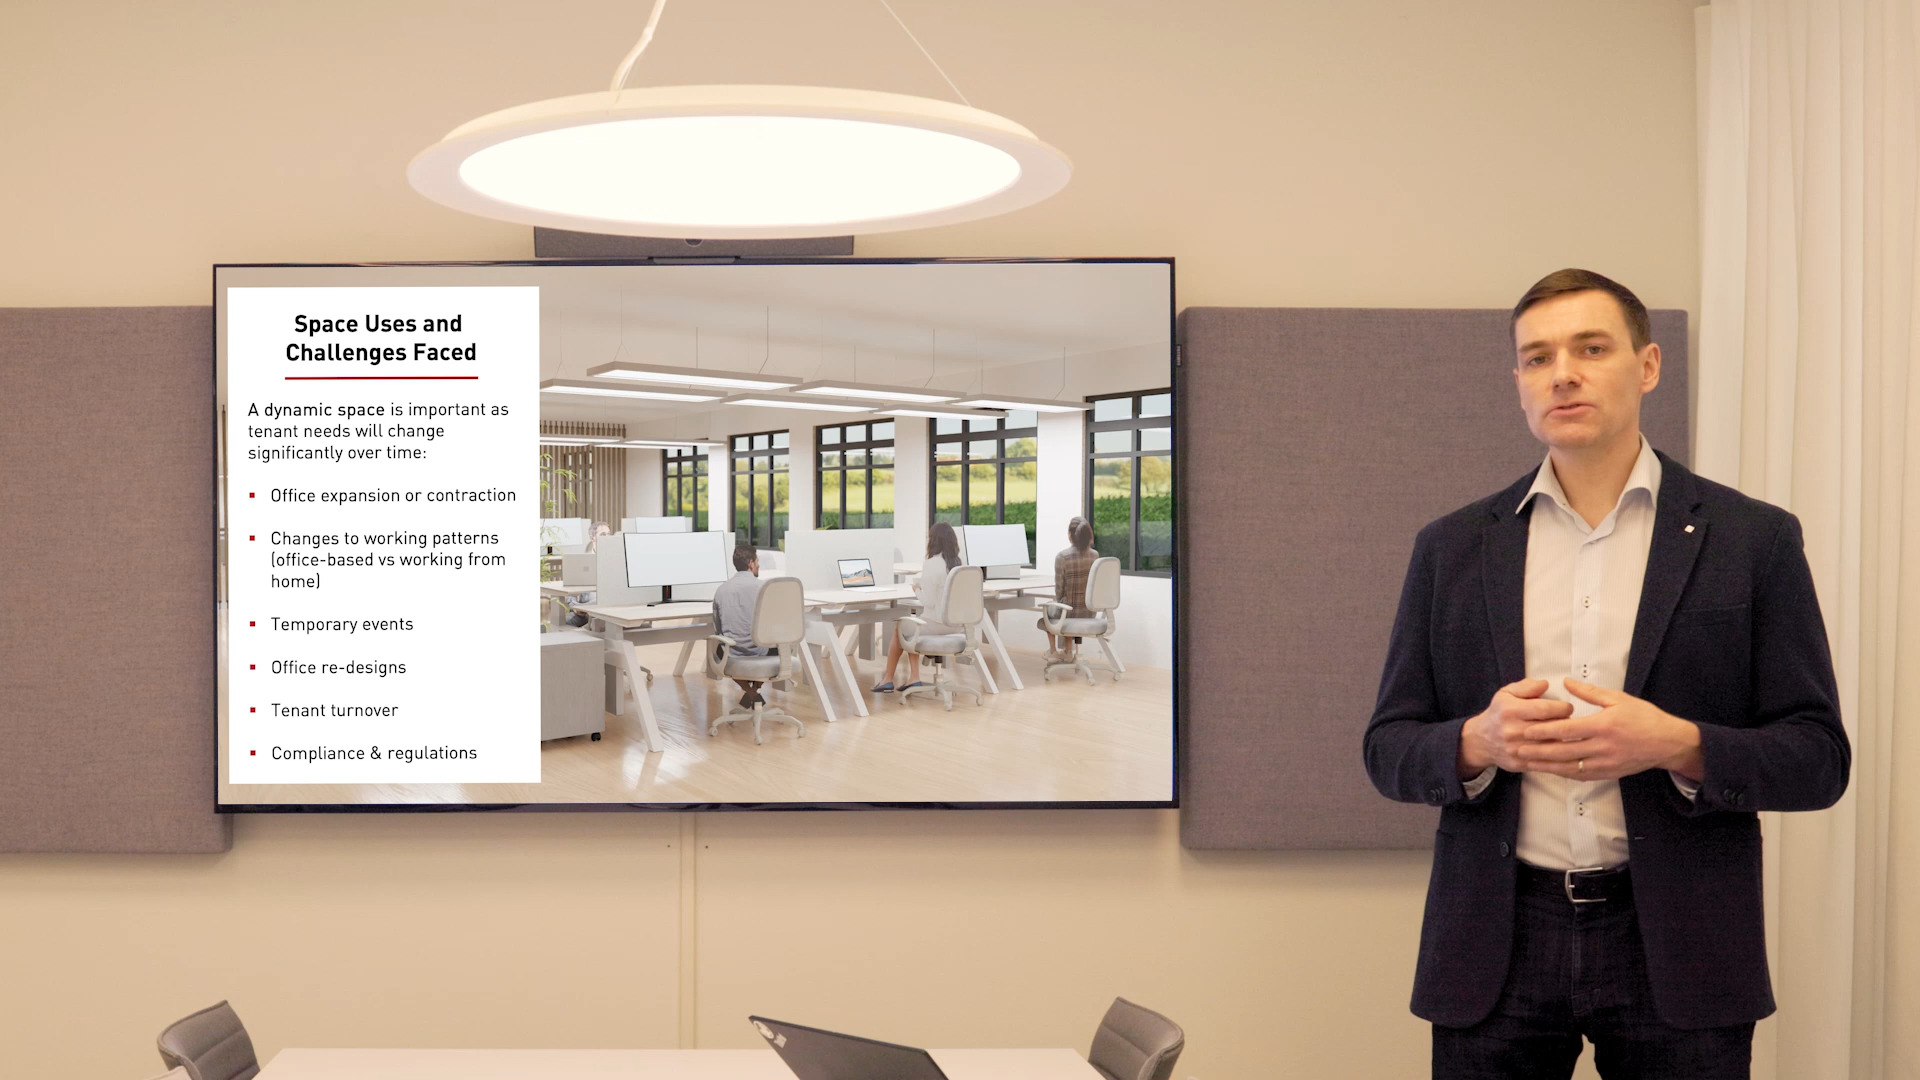 Space Uses and
Challenges Faced
A dynamic space is important as
tenant needs will change
significantly over time:
▪ Office expansion or contraction
▪ Changes to working patterns
(office-based vs working from
home)
▪ Temporary events
▪ Office re-designs
▪ Tenant turnover
▪ Compliance & regulations